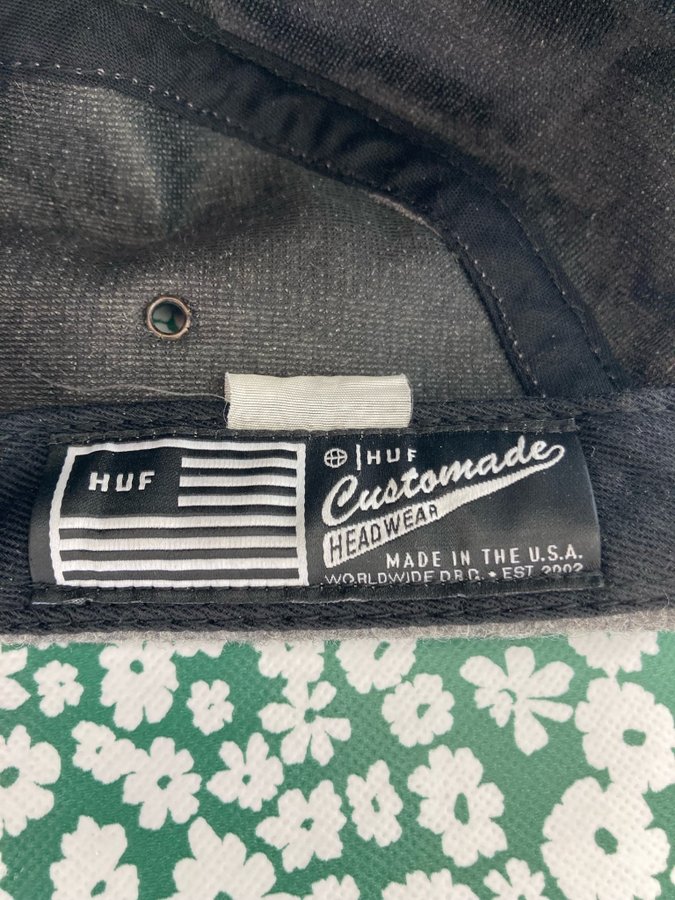 HUF
HUF
Customade
HEADWEAR
MADE IN THE U.S.A.
WORLDWIDE D.B.C. • EST 2002